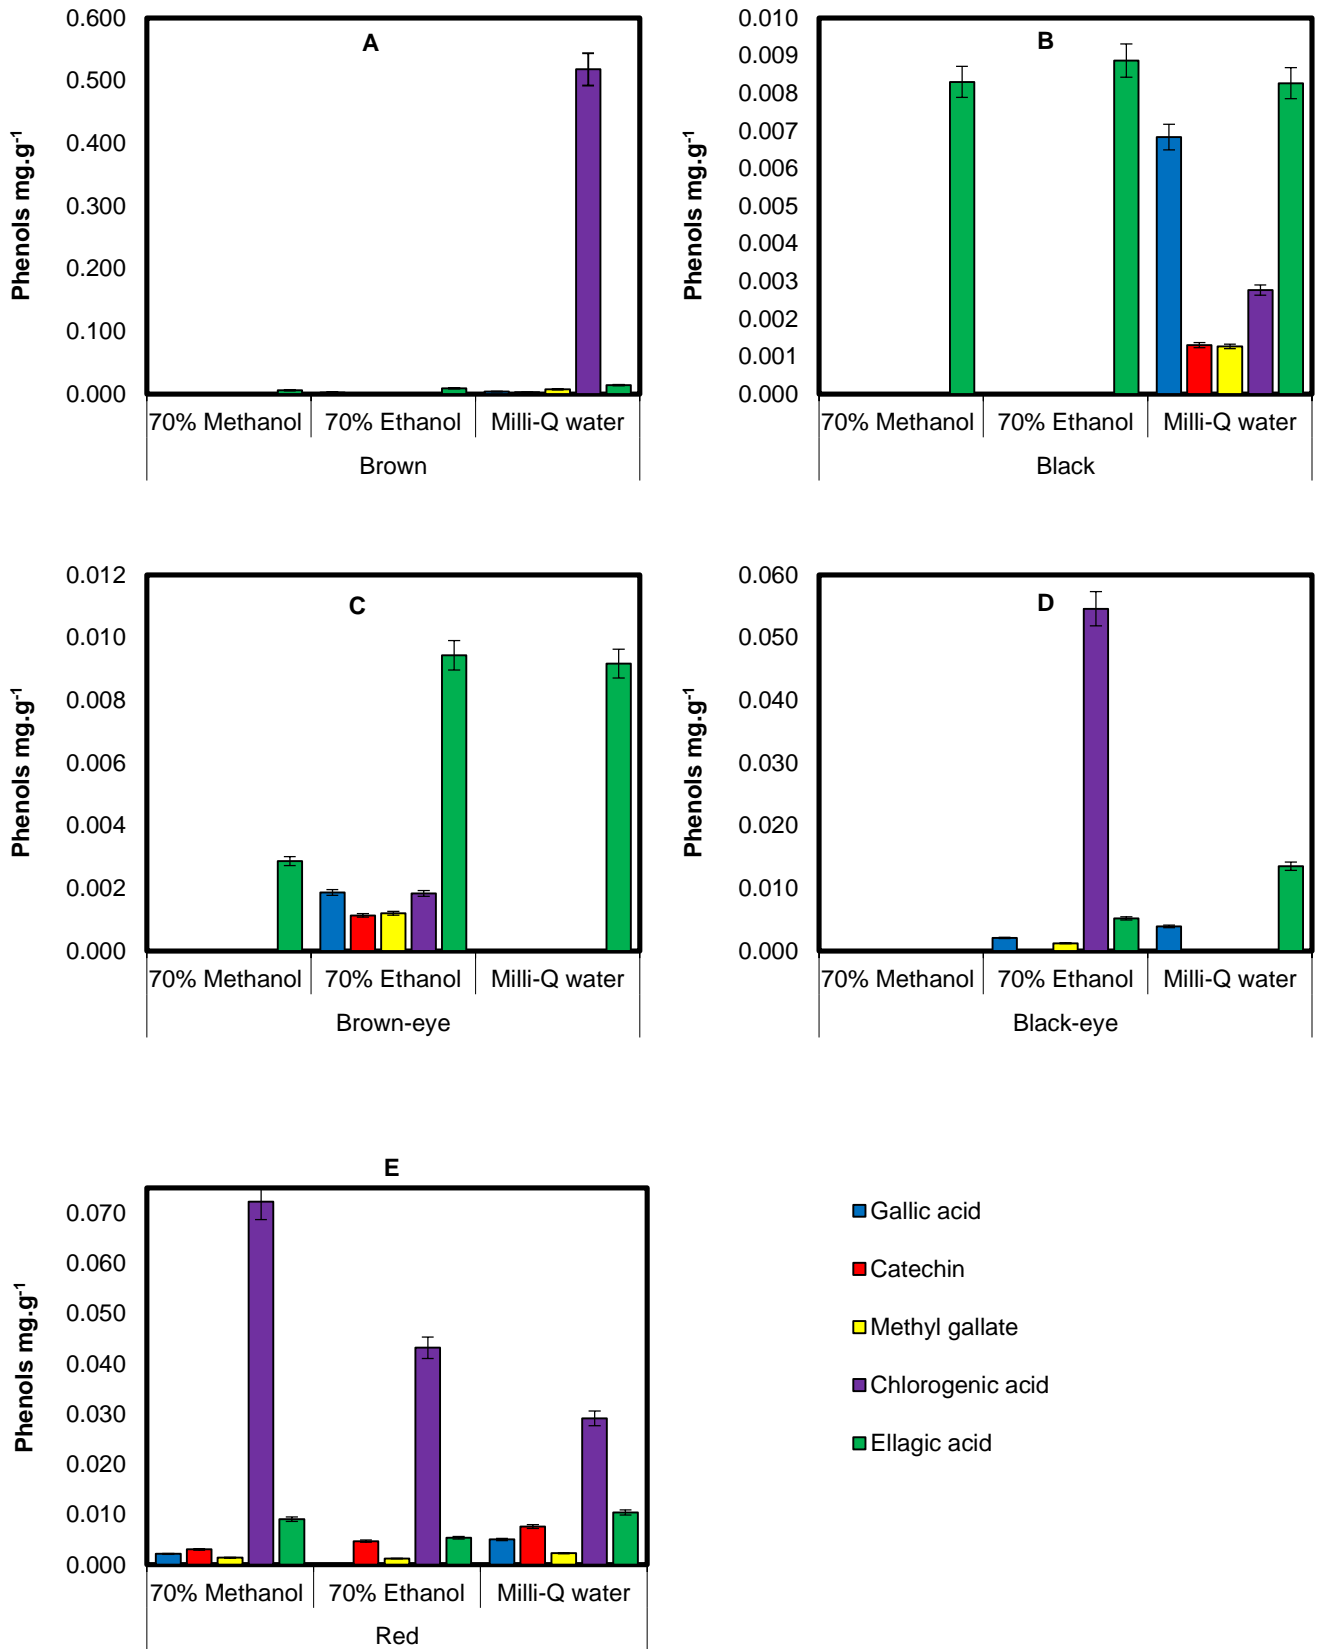 A
Phenols mg.g-1
0.600
0.500
0.400
0.300
0.200
0.100
0.000
70% Methanol 70% Ethanol Milli-Q water
Brown
B
Phenols mg.g-1
0.010
0.009
0.008
0.007
0.006
0.005
0.004
0.003
0.002
0.001
0.000
70% Methanol 70% Ethanol Milli-Q water
Black
C
Phenols mg.g-1
0.012
0.010
0.008
0.006
0.004
0.002
0.000
70% Methanol 70% Ethanol Milli-Q water
Brown-eye
D
Phenols mg.g-1
0.060
0.050
0.040
0.030
0.020
0.010
0.000
70% Methanol 70% Ethanol Milli-Q water
Black-eye
E
Phenols mg.g-1
0.070
0.060
0.050
0.040
0.030
0.020
0.010
0.000
70% Methanol 70% Ethanol Milli-Q water
Red
Gallic acid
Catechin
Methyl gallate
Chlorogenic acid
Ellagic acid